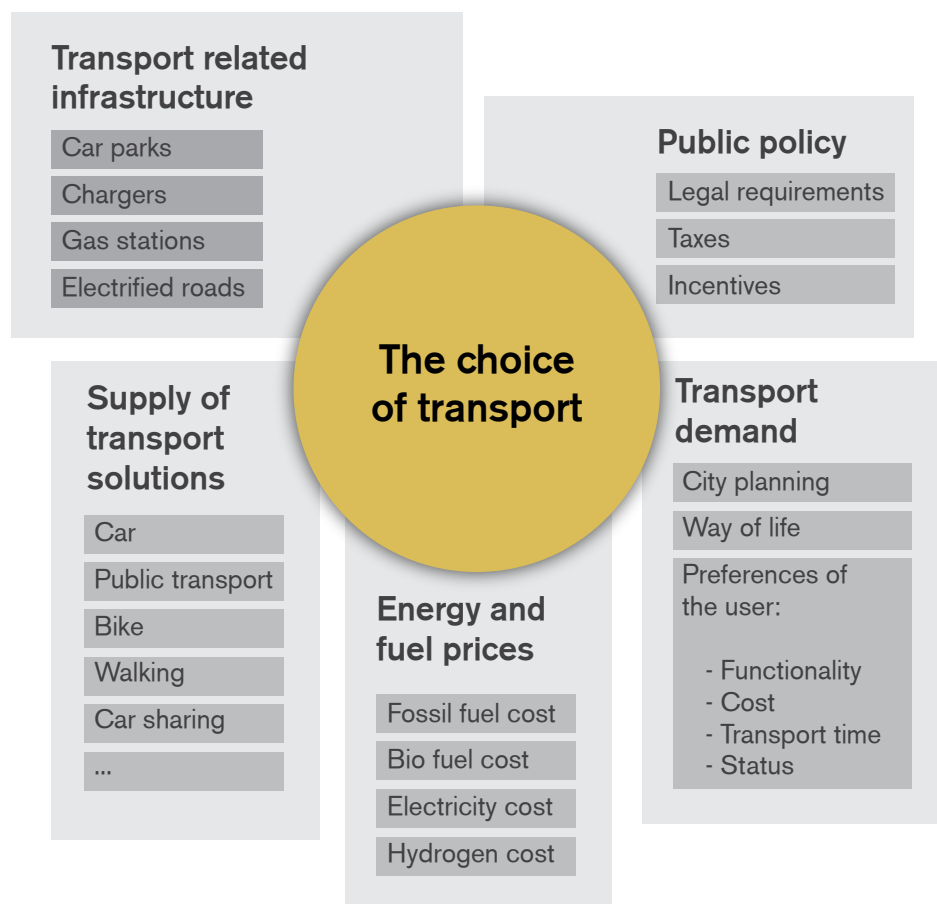 Transport related
infrastructure
Car parks
Chargers
Gas stations
Electrified roads
Public policy
Legal requirements
Taxes
Incentives
The choice
of transport
Supply of
transport
solutions
Car
Public transport
Bike
Walking
Car sharing
...
Energy and
fuel prices
Fossil fuel cost
Bio fuel cost
Electricity cost
Hydrogen cost
Transport
demand
City planning
Way of life
Preferences of
the user:
- Functionality
- Cost
- Transport time
- Status